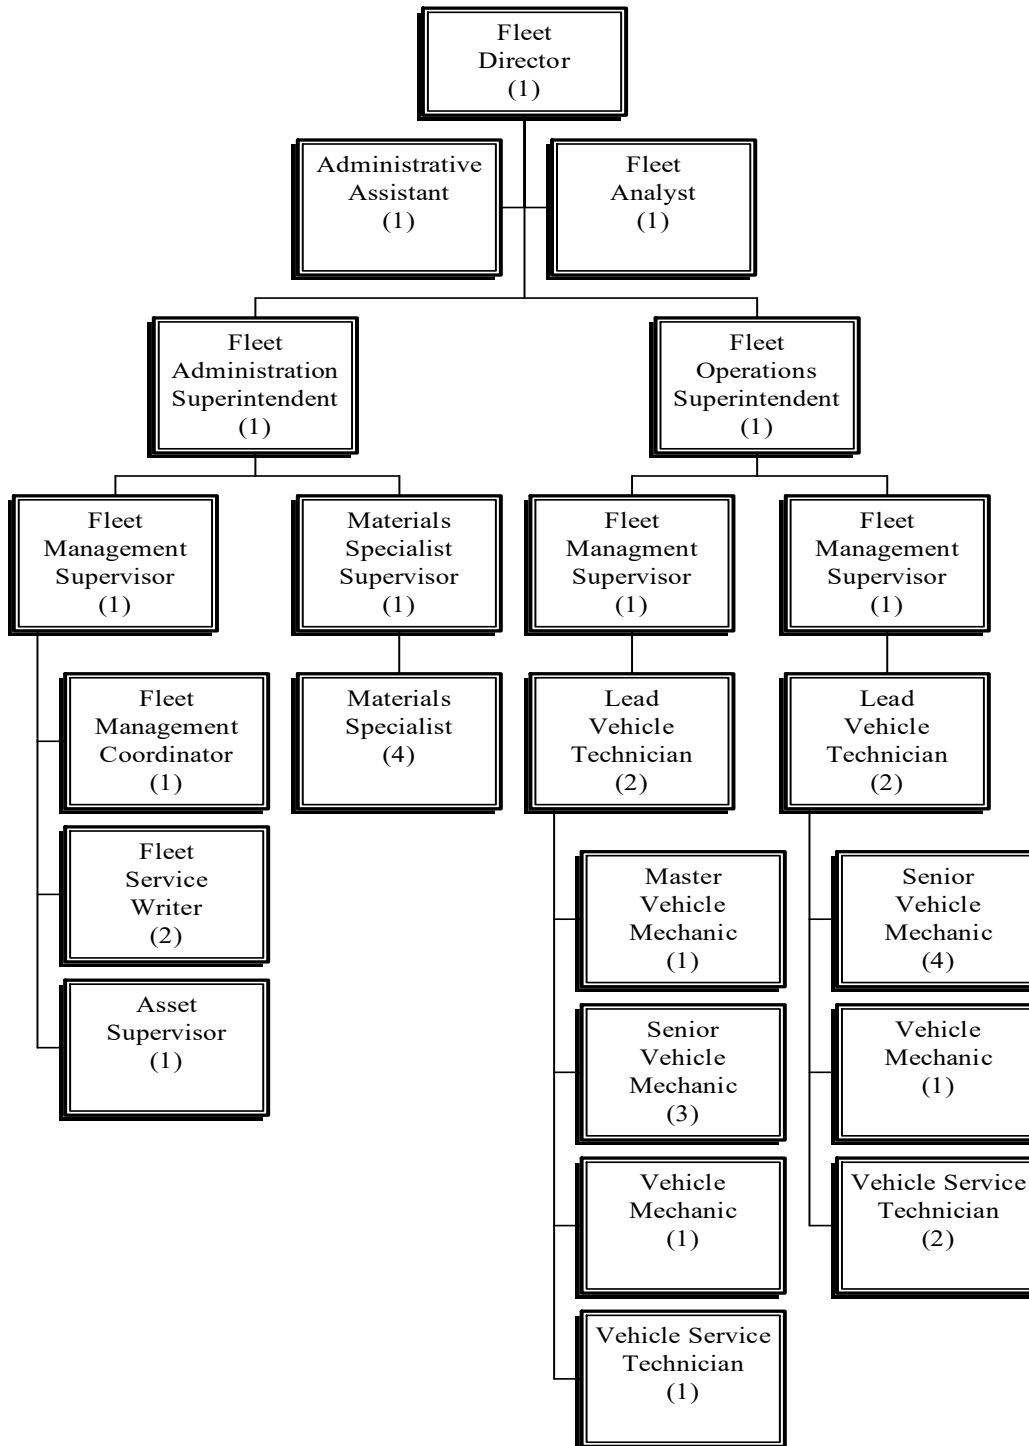 Fleet
Director
(1)
Administrative
Assistant
(1)
Fleet
Analyst
(1)
Fleet
Administration
Superintendent
(1)
Fleet
Operations
Superintendent
(1)
Fleet
Management
Supervisor
(1)
Materials
Specialist
Supervisor
(1)
Fleet
Managment
Supervisor
(1)
Fleet
Management
Supervisor
(1)
Fleet
Management
Coordinator
(1)
Materials
Specialist
(4)
Lead
Vehicle
Technician
(2)
Lead
Vehicle
Technician
(2)
Fleet
Service
Writer
(2)
Master
Vehicle
Mechanic
(1)
Senior
Vehicle
Mechanic
(4)
Asset
Supervisor
(1)
Senior
Vehicle
Mechanic
(3)
Vehicle
Mechanic
(1)
Vehicle
Mechanic
(1)
Vehicle Service
Technician
(2)
Vehicle Service
Technician
(1)